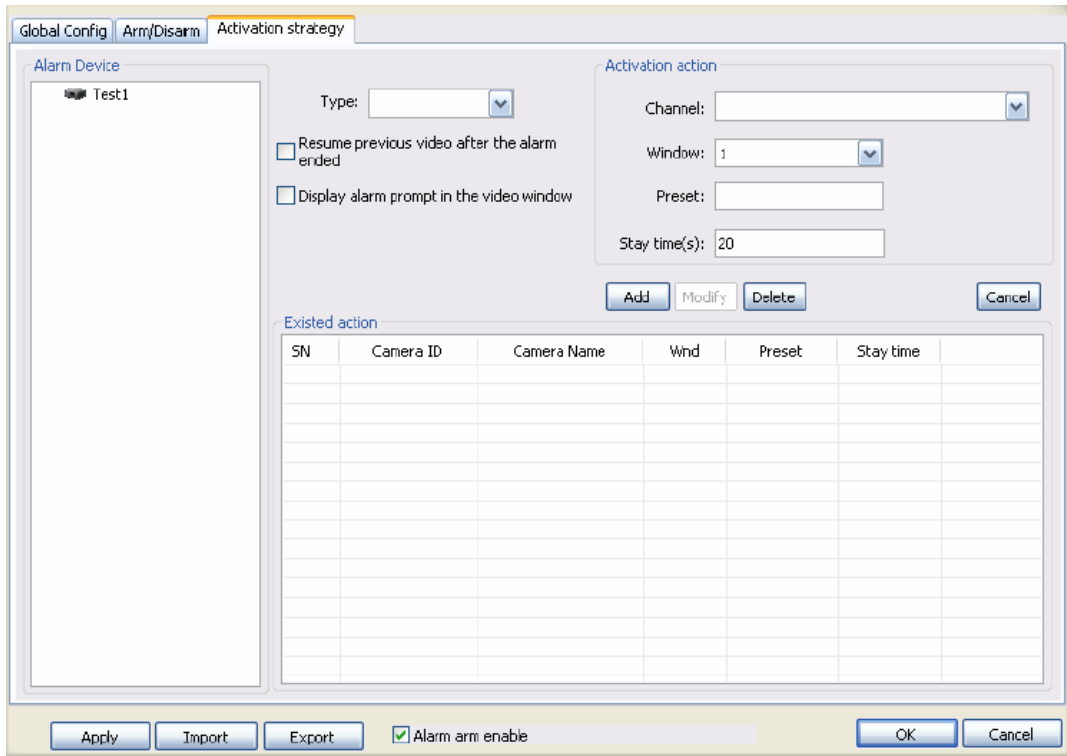 Global Config Arm/Disarm Activation strategy
Alarm Device
Test1
Type:
Resume previous video after the alarm
ended
Display alarm prompt in the video window
Activation action
Channel:
Window: 1
Preset:
Stay time(s): 20
Add Modify Delete Cancel
Existed action
SN Camera ID Camera Name Wnd Preset Stay time
Apply Import Export Alarm arm enable OK Cancel